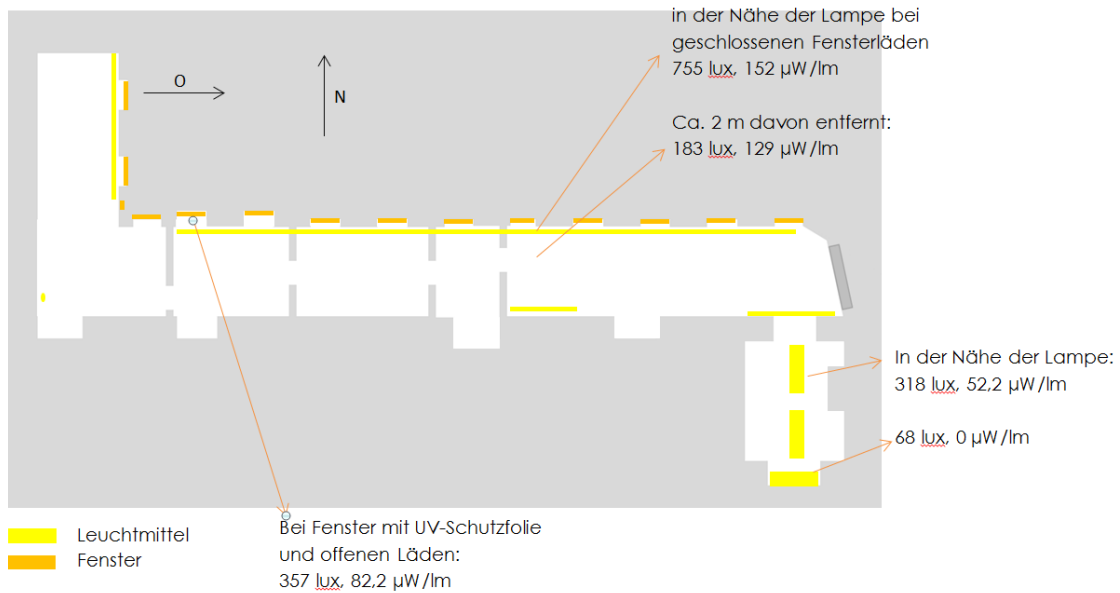 in der Nähe der Lampe bei
geschlossenen Fensterläden
755 lux, 152 µW/lm
O
N
Ca. 2 m davon entfernt:
183 lux, 129 µW/lm
In der Nähe der Lampe:
318 lux, 52,2 µW/lm
68 lux, 0 µW/lm
Bei Fenster mit UV-Schutzfolie
und offenen Läden:
357 lux, 82,2 µW/lm
Leuchtmittel
Fenster